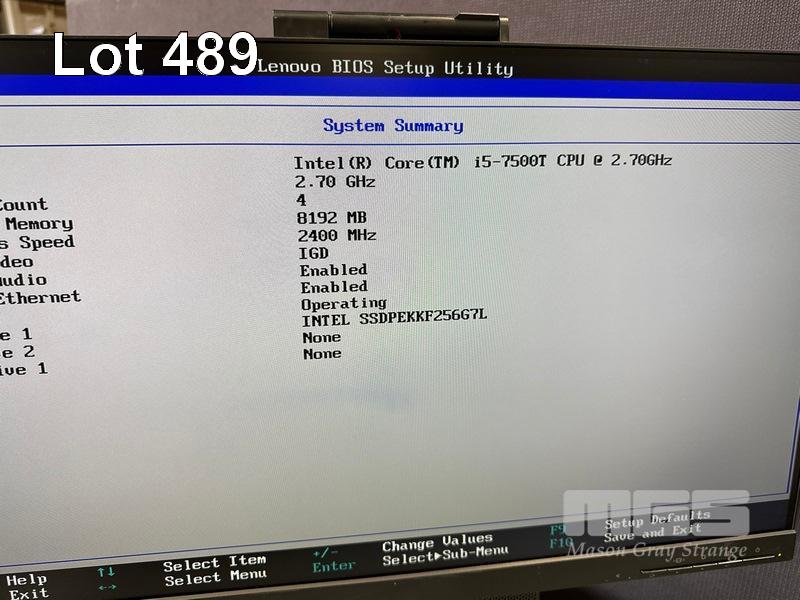 Lot 489
Lenovo BIOS Setup Utility
System Summary
Intel(R) Core(TM) i5-7500T CPU @ 2.70GHz
2.70 GHz
Count 4
Memory 8192 MB
s Speed 2400 MHz
deo IGD
udio Enabled
Ethernet Enabled
Operating
INTEL SSDPEKKF256G7L
e 1 None
e 2 None
ive 1
Help ↑↓ Select Item +/- Change Values F9 Setup Defaults
Exit ←→ Select Menu Enter Select▶Sub-Menu F10 Save and Exit
MGS
Mason Gray Strange